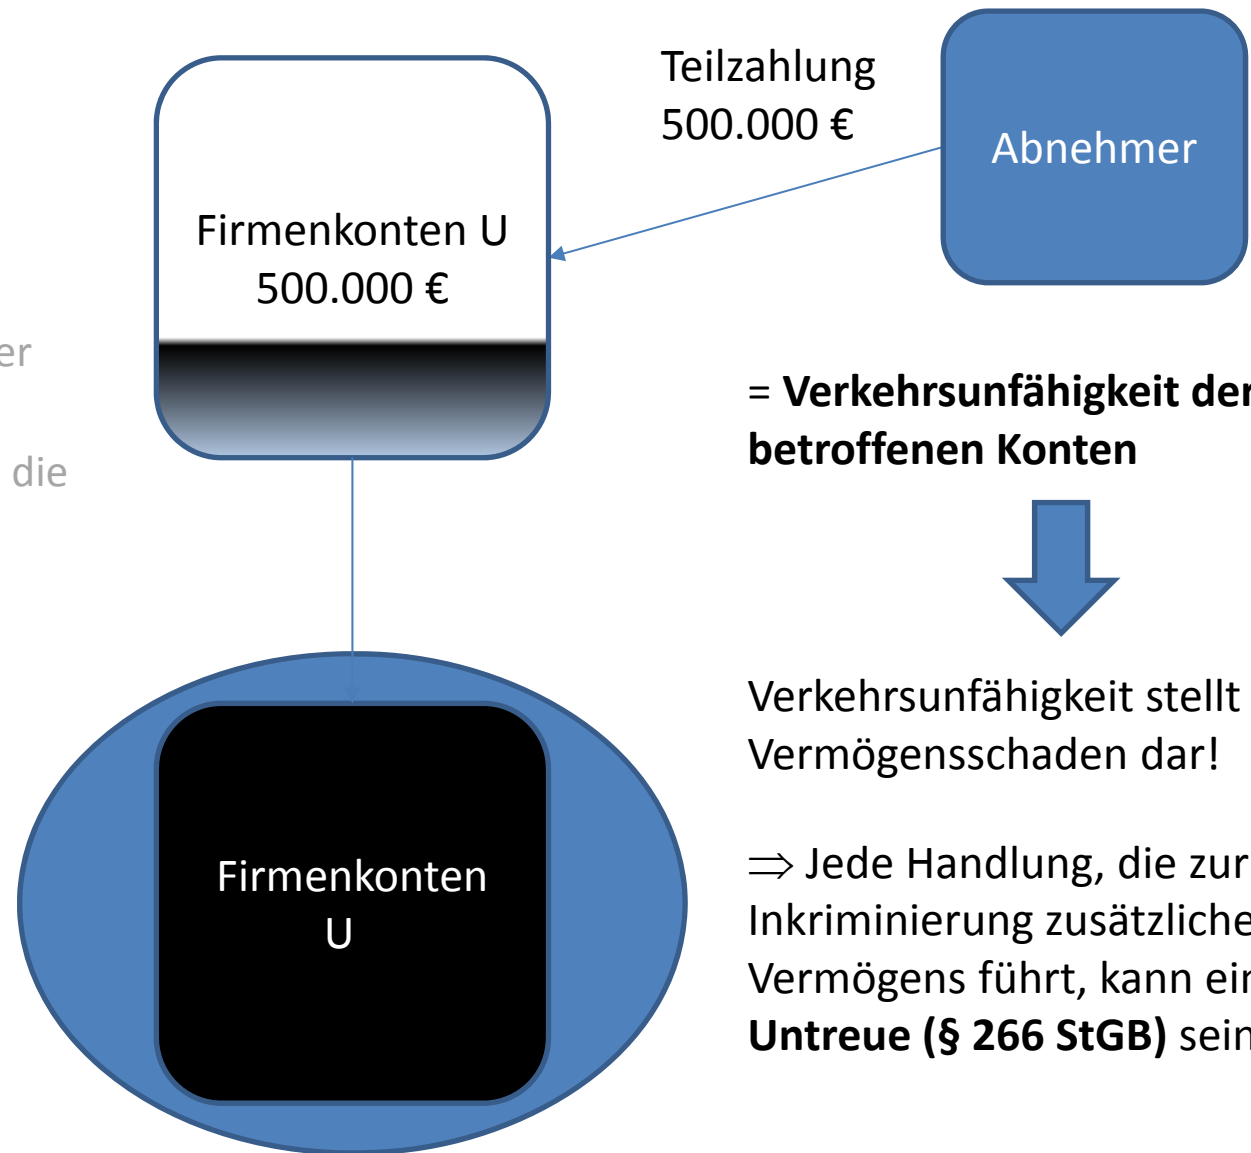 Teilzahlung
500.000 €
Abnehmer
Firmenkonten U
500.000 €
er
die
= Verkehrsunfähigkeit der
betroffenen Konten
Verkehrsunfähigkeit stellt
Vermögensschaden dar!
⇒ Jede Handlung, die zur
Inkriminierung zusätzliche
Vermögens führt, kann ein
Untreue (§ 266 StGB) sein
Firmenkonten
U